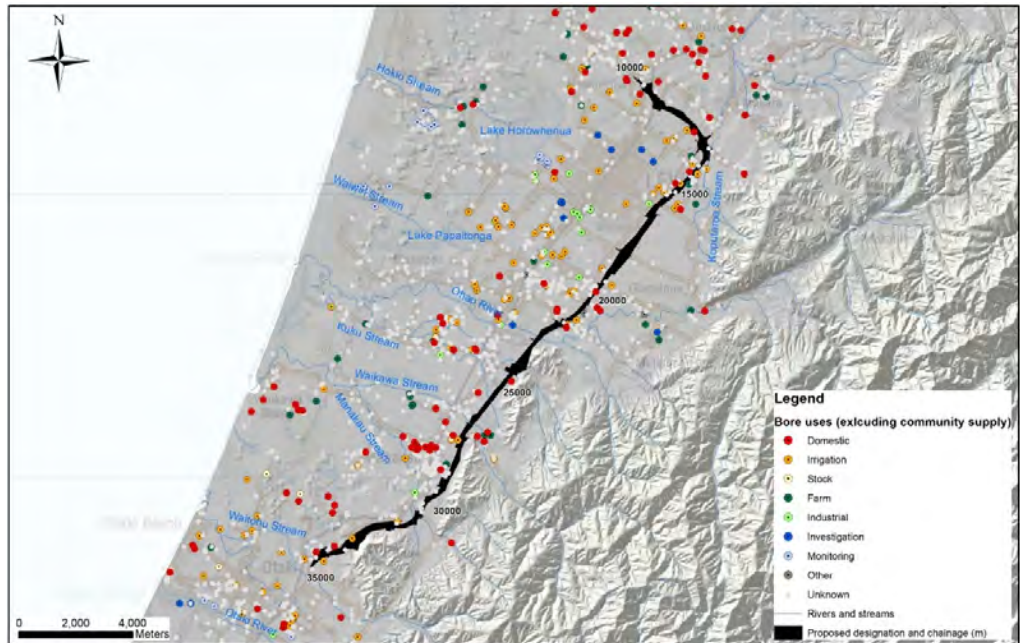 N
10000
Hokio Stream
Lake Horowhenua
15000
Waiwiri Stream
Koputaroa Stream
Lake Papaitonga
20000
Ohau River
Kuku Stream
Waikawa Stream
25000
Manakau Stream
30000
Waitohu Stream
35000
Otaki River
0 2,000 4,000
Meters
Legend
Bore uses (exlcuding community supply)
Domestic
Irrigation
Stock
Farm
Industrial
Investigation
Monitoring
Other
Unknown
Rivers and streams
Proposed designation and chainage (m)